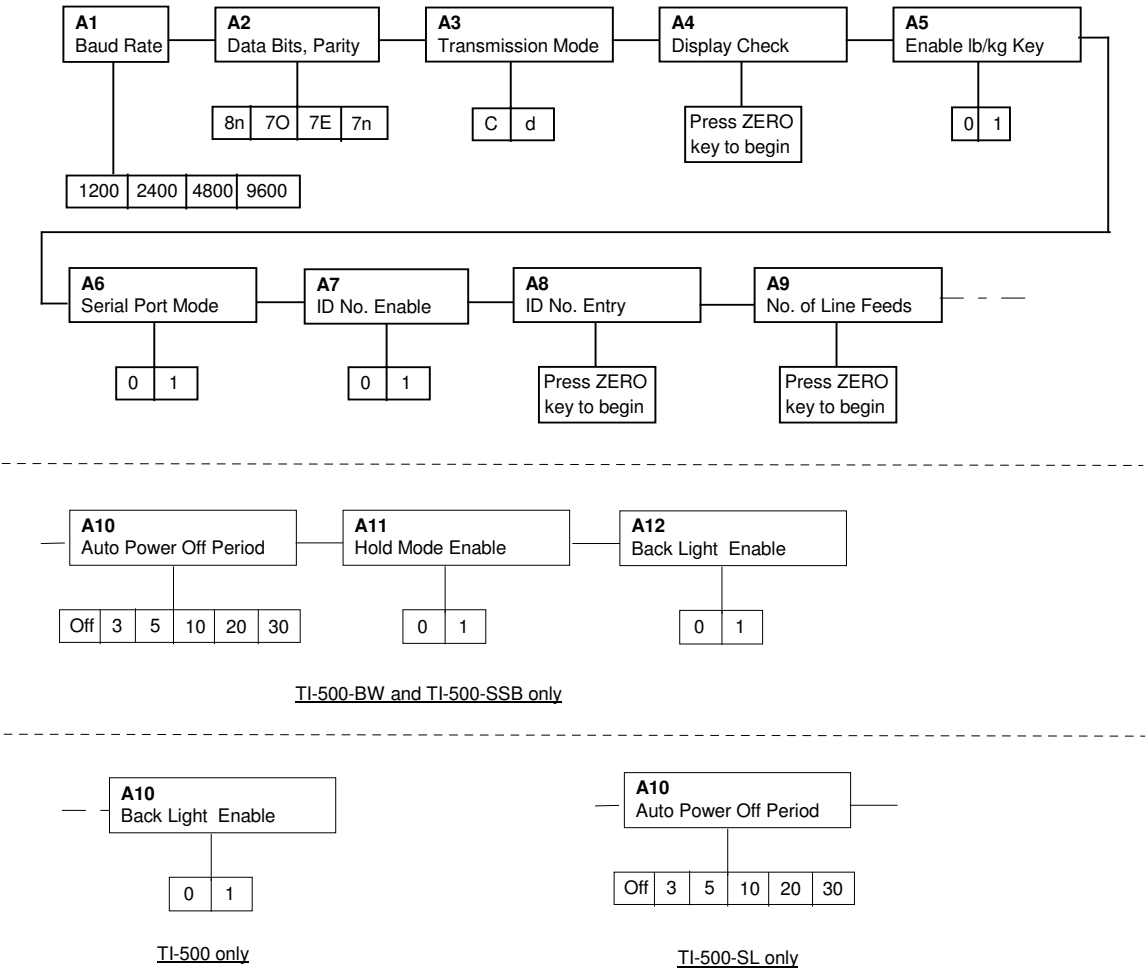 A1
Baud Rate
A2
Data Bits, Parity
A3
Transmission Mode
A4
Display Check
A5
Enable lb/kg Key
8n 7O 7E 7n
C d
Press ZERO
key to begin
0 1
1200 2400 4800 9600
A6
Serial Port Mode
A7
ID No. Enable
A8
ID No. Entry
A9
No. of Line Feeds
0 1
0 1
Press ZERO
key to begin
Press ZERO
key to begin
A10
Auto Power Off Period
A11
Hold Mode Enable
A12
Back Light Enable
Off 3 5 10 20 30
0 1
0 1
TI-500-BW and TI-500-SSB only
A10
Back Light Enable
0 1
TI-500 only
A10
Auto Power Off Period
Off 3 5 10 20 30
TI-500-SL only